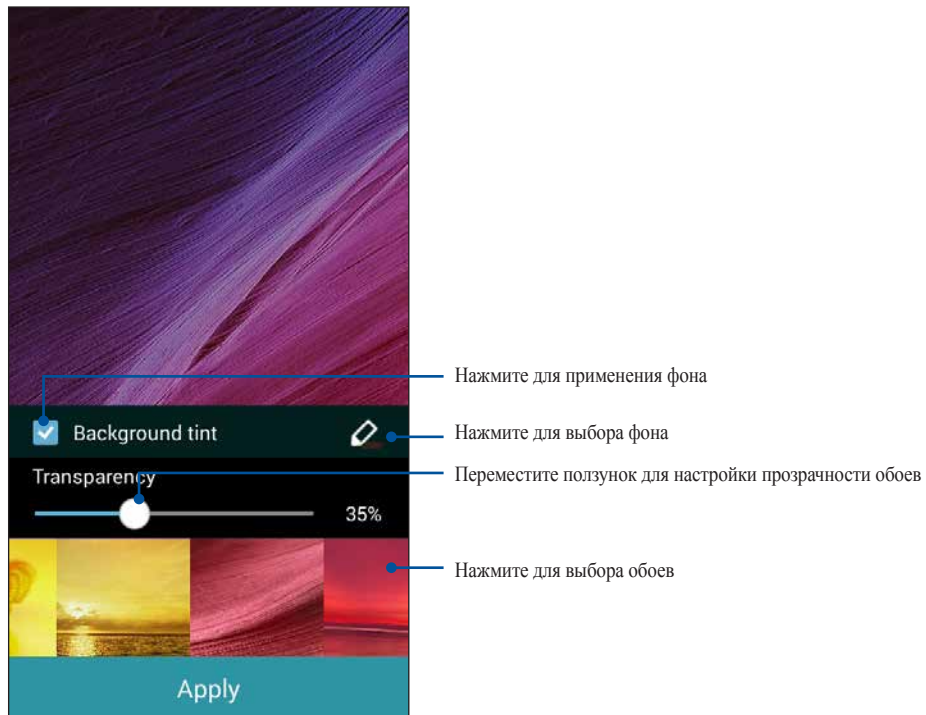 Нажмите для применения фона
Background tint
Нажмите для выбора фона
Transparency
Переместите ползунок для настройки прозрачности обоев
35%
Нажмите для выбора обоев
Apply